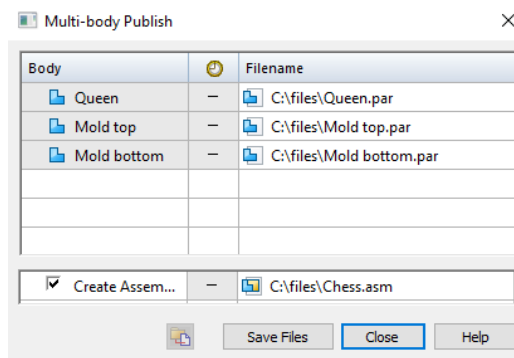 Multi-body Publish
Body Filename
Queen – C:\files\Queen.par
Mold top – C:\files\Mold top.par
Mold bottom – C:\files\Mold bottom.par
Create Assem... – C:\files\Chess.asm
Save Files Close Help